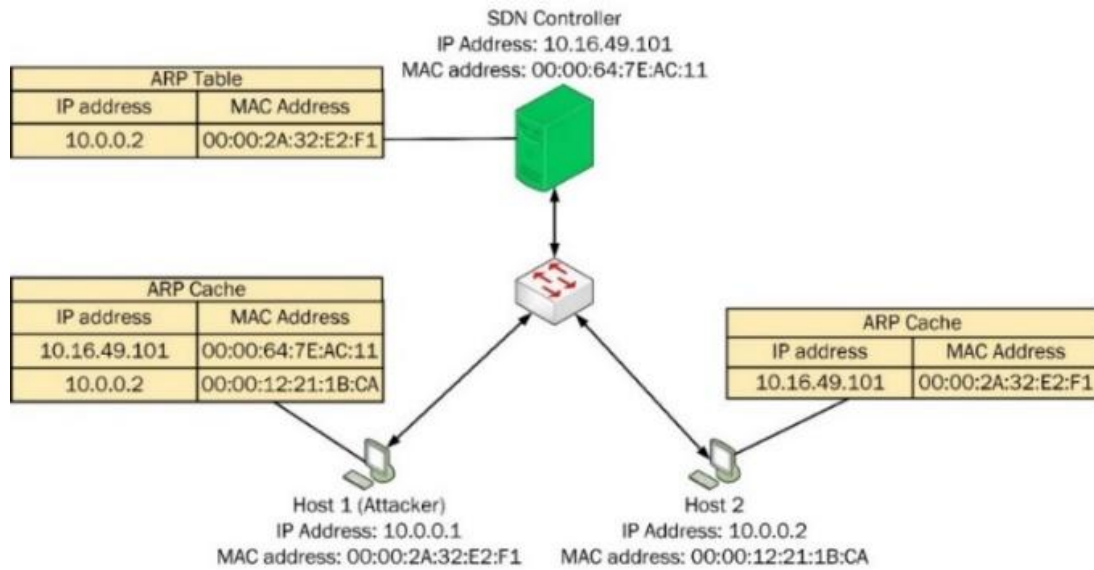 SDN Controller
IP Address: 10.16.49.101
MAC address: 00:00:64:7E:AC:11
ARP Table
IP address MAC Address
10.0.0.2 00:00:2A:32:E2:F1
ARP Cache
IP address MAC Address
10.16.49.101 00:00:64:7E:AC:11
10.0.0.2 00:00:12:21:1B:CA
ARP Cache
IP address MAC Address
10.16.49.101 00:00:2A:32:E2:F1
Host 1 (Attacker)
IP Address: 10.0.0.1
MAC address: 00:00:2A:32:E2:F1
Host 2
IP Address: 10.0.0.2
MAC address: 00:00:12:21:1B:CA